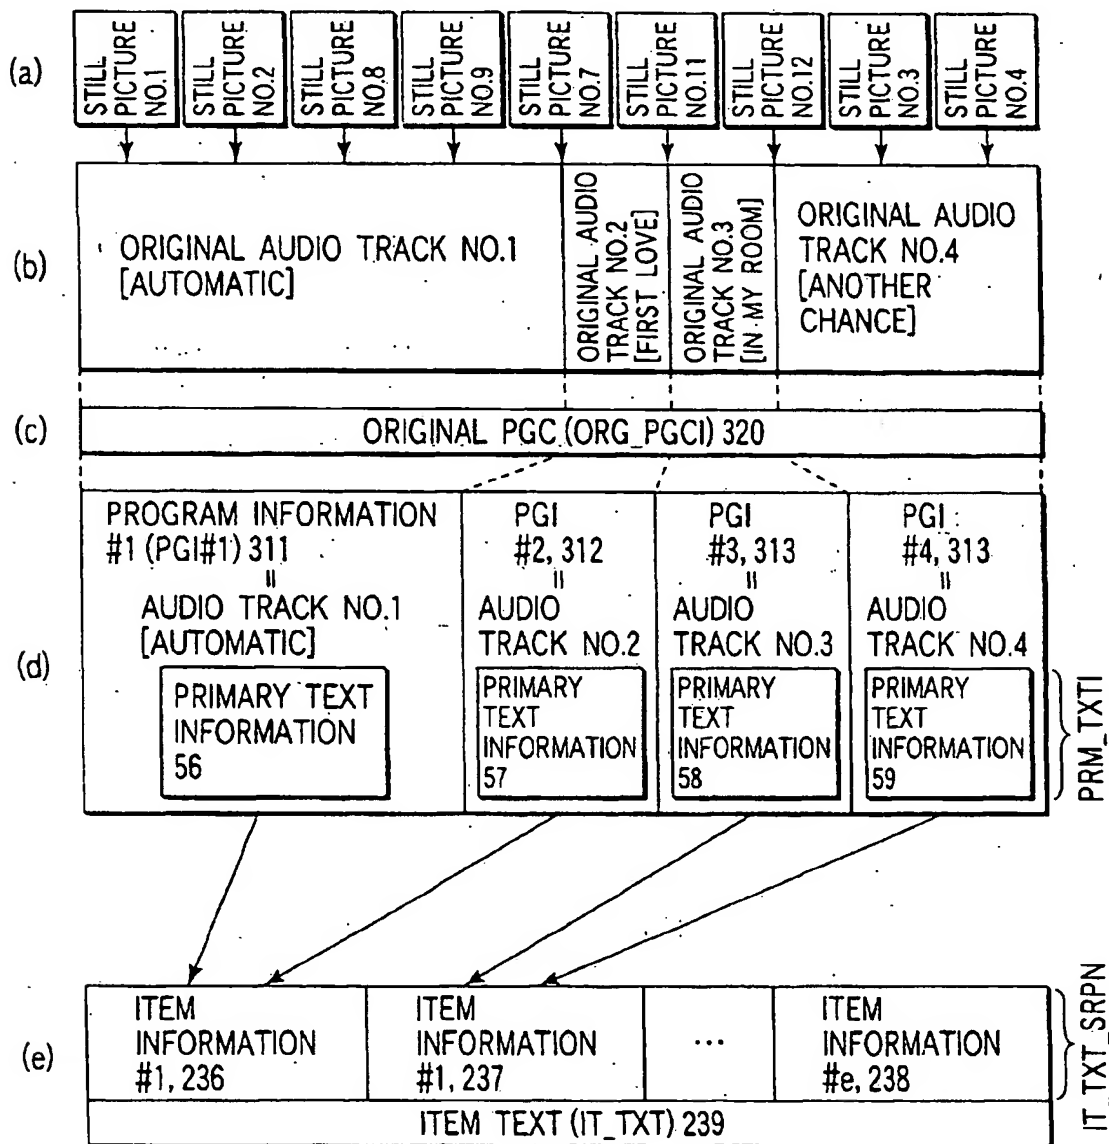 (a)
STILL
PICTURE
NO.1
STILL
PICTURE
NO.2
STILL
PICTURE
NO.8
STILL
PICTURE
NO.9
STILL
PICTURE
NO.7
STILL
PICTURE
NO.11
STILL
PICTURE
NO.12
STILL
PICTURE
NO.3
STILL
PICTURE
NO.4
(b)
ORIGINAL AUDIO TRACK NO.1
[AUTOMATIC]
ORIGINAL AUDIO
TRACK NO.2
[FIRST LOVE]
ORIGINAL AUDIO
TRACK NO.3
[IN MY ROOM]
ORIGINAL AUDIO
TRACK NO.4
[ANOTHER
CHANCE]
(c)
ORIGINAL PGC (ORG_PGCI) 320
(d)
PROGRAM INFORMATION
#1 (PGI#1) 311
=
AUDIO TRACK NO.1
[AUTOMATIC]
PRIMARY TEXT
INFORMATION
56
PGI
#2, 312
=
AUDIO
TRACK NO.2
PRIMARY
TEXT
INFORMATION
57
PGI
#3, 313
=
AUDIO
TRACK NO.3
PRIMARY
TEXT
INFORMATION
58
PGI
#4, 313
=
AUDIO
TRACK NO.4
PRIMARY
TEXT
INFORMATION
59
PRM_TXTI
(e)
ITEM
INFORMATION
#1, 236
ITEM
INFORMATION
#1, 237
...
ITEM
INFORMATION
#e, 238
IT_TXT_SRPN
ITEM TEXT (IT_TXT) 239